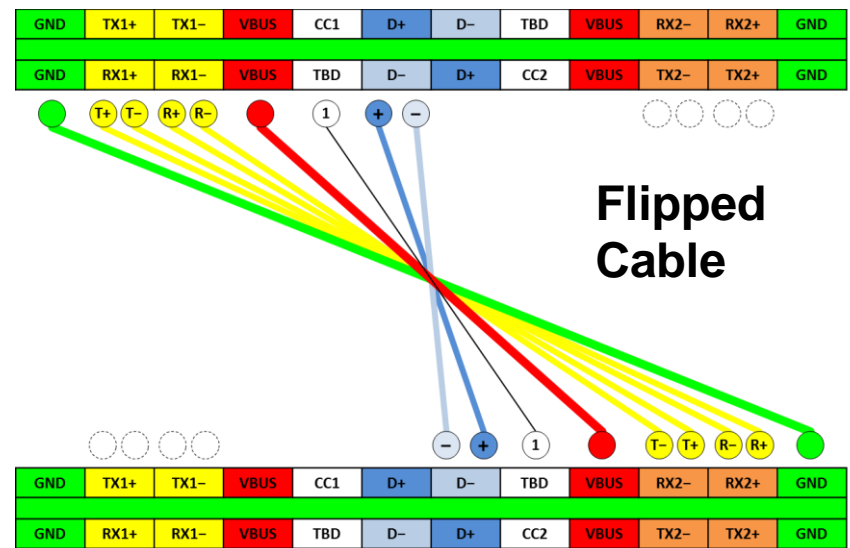 GND TX1+ TX1− VBUS CC1 D+ D− TBD VBUS RX2− RX2+ GND
GND RX1+ RX1− VBUS TBD D− D+ CC2 VBUS TX2− TX2+ GND
T+ T− R+ R− 1 + −
Flipped
Cable
− + 1 T− T+ R− R+
GND TX1+ TX1− VBUS CC1 D+ D− TBD VBUS RX2− RX2+ GND
GND RX1+ RX1− VBUS TBD D− D+ CC2 VBUS TX2− TX2+ GND